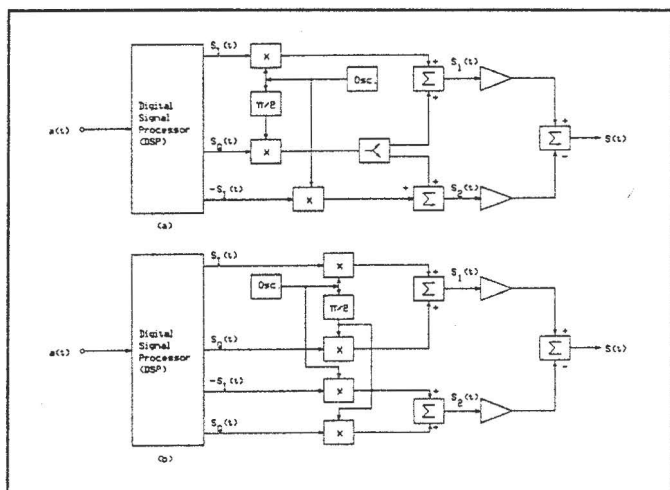 S_I(t)
x
+
S_1(t)
Osc.
Σ
+
+
Digital
Signal
Processor
(DSP)
π/2
a(t)
S_Q(t)
x
Σ
S(t)
-
+
-S_I(t)
x
+
Σ
S_2(t)
(a)
S_I(t)
x
+
S_1(t)
Osc.
Σ
+
π/2
+
Digital
Signal
Processor
(DSP)
a(t)
S_Q(t)
x
Σ
S(t)
-
-S_I(t)
x
+
S_2(t)
Σ
S_Q(t)
x
+
(b)